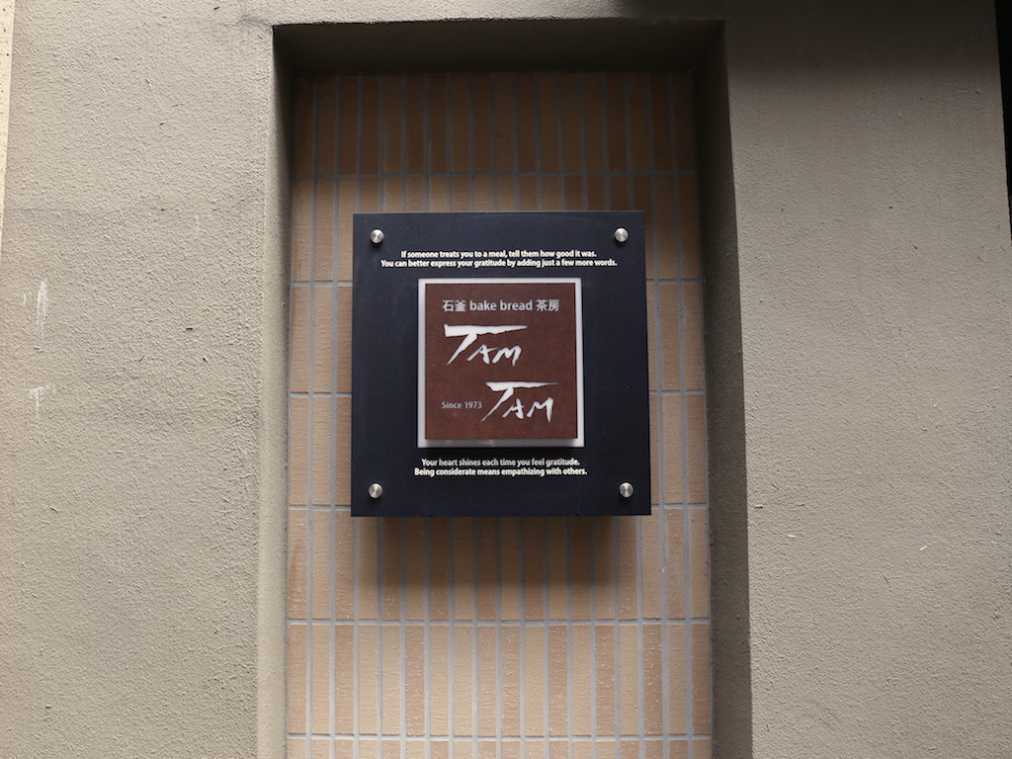 If someone treats you to a meal, tell them how good it was.
You can better express your gratitude by adding just a few more words.
石釜 bake bread 茶房
TAM
Since 1973 TAM
Your heart shines each time you feel gratitude.
Being considerate means empathizing with others.